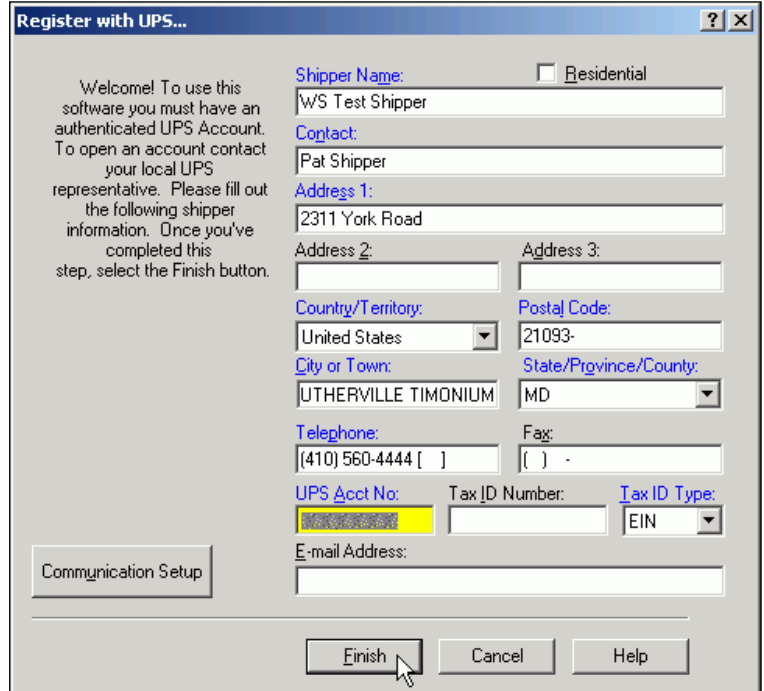 Register with UPS...
Welcome! To use this
software you must have an
authenticated UPS Account.
To open an account contact
your local UPS
representative. Please fill out
the following shipper
information. Once you've
completed this
step, select the Finish button.
Shipper Name:
Residential
WS Test Shipper
Contact:
Pat Shipper
Address 1:
2311 York Road
Address 2:
Address 3:
Country/Territory:
Postal Code:
United States
21093-
City or Town:
State/Province/County:
UTHERVILLE TIMONIUM
MD
Telephone:
Fax:
(410) 560-4444 [ ]
( ) -
UPS Acct No:
Tax ID Number:
Tax ID Type:
EIN
E-mail Address:
Communication Setup
Finish
Cancel
Help